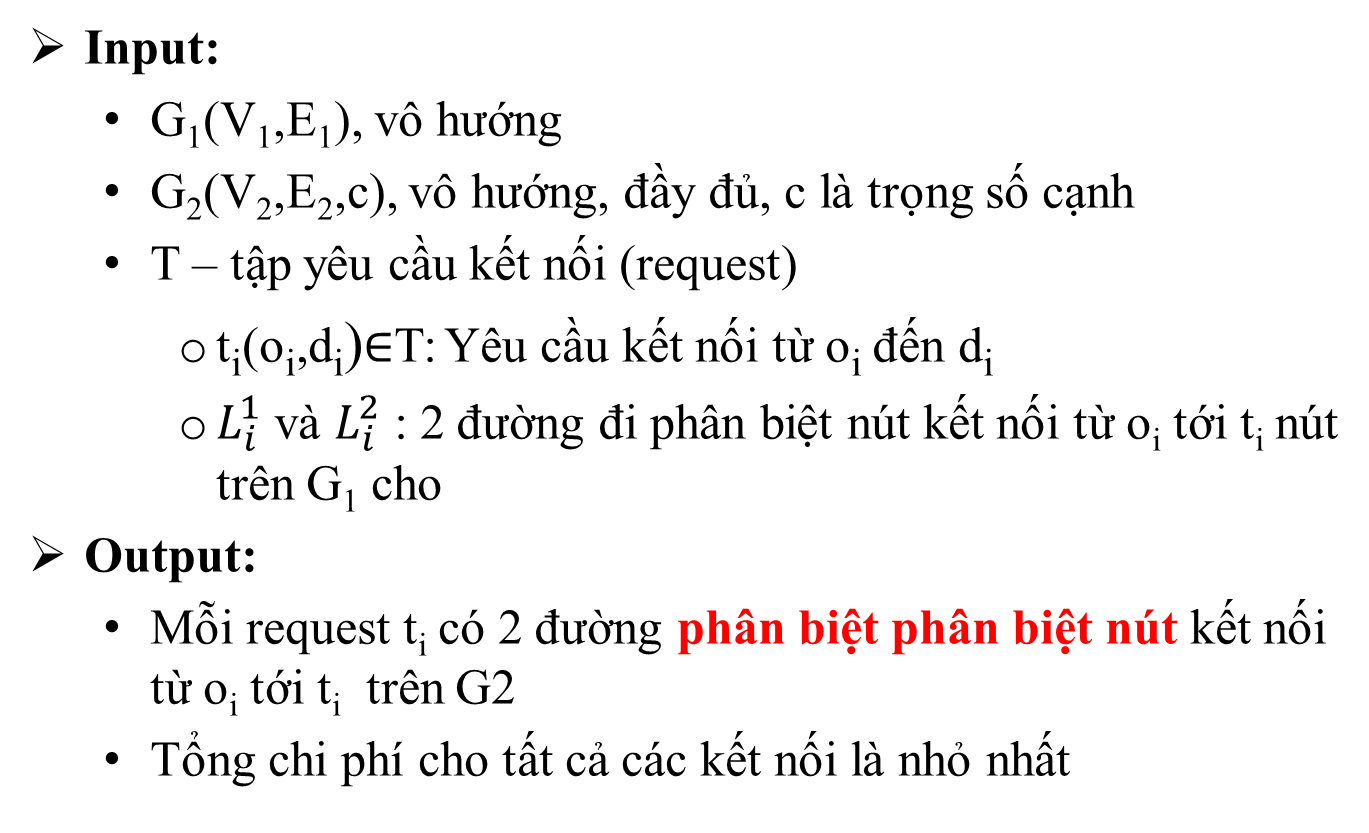 ➢ Input:
• G₁(V₁,E₁), vô hướng
• G₂(V₂,E₂,c), vô hướng, đầy đủ, c là trọng số cạnh
• T – tập yêu cầu kết nối (request)
o tᵢ(oᵢ,dᵢ)∈T: Yêu cầu kết nối từ oᵢ đến dᵢ
o 𝐿ᵢ¹ và 𝐿ᵢ² : 2 đường đi phân biệt nút kết nối từ oᵢ tới tᵢ nút
trên G₁ cho
➢ Output:
• Mỗi request tᵢ có 2 đường phân biệt phân biệt nút kết nối
từ oᵢ tới tᵢ trên G2
• Tổng chi phí cho tất cả các kết nối là nhỏ nhất